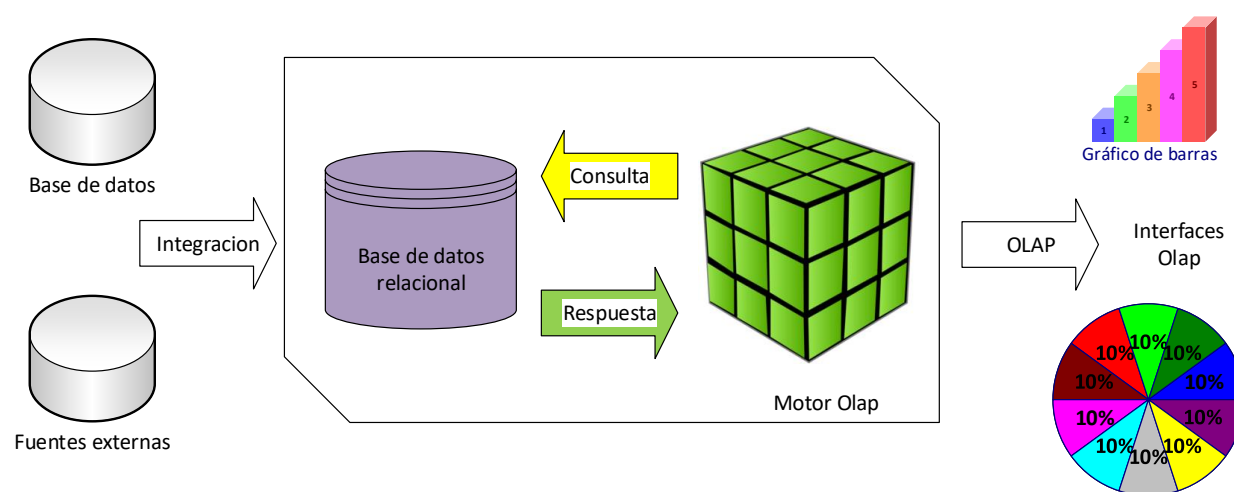 Base de datos
Fuentes externas
Integracion
Base de datos
relacional
Consulta
Respuesta
Motor Olap
OLAP
1
2
3
4
5
Gráfico de barras
Interfaces
Olap
10%
10%
10%
10%
10%
10%
10%
10%
10%
10%